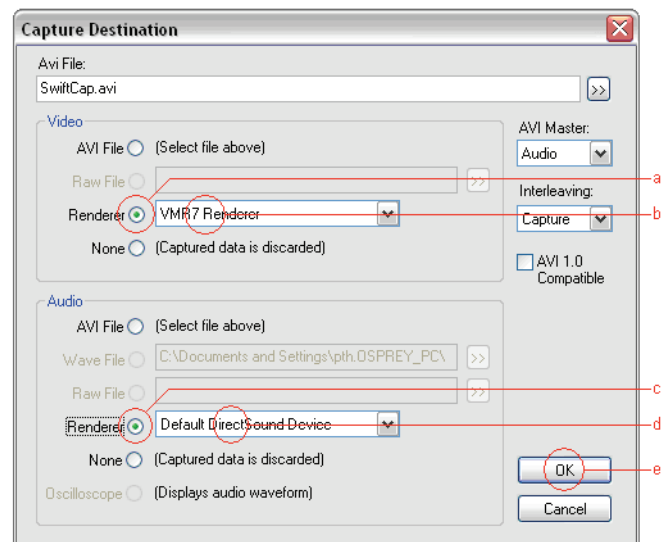 Capture Destination
Avi File:
SwiftCap.avi
>>
Video
AVI File (Select file above)
Raw File >>
Renderer VMR7 Renderer
None (Captured data is discarded)
AVI Master:
Audio
Interleaving:
Capture
AVI 1.0
Compatible
a
b
Audio
AVI File (Select file above)
Wave File C:\Documents and Settings\pth.OSPREY_PC\ >>
Raw File >>
Renderer Default DirectSound Device
None (Captured data is discarded)
Oscilloscope (Displays audio waveform)
c
d
OK
e
Cancel